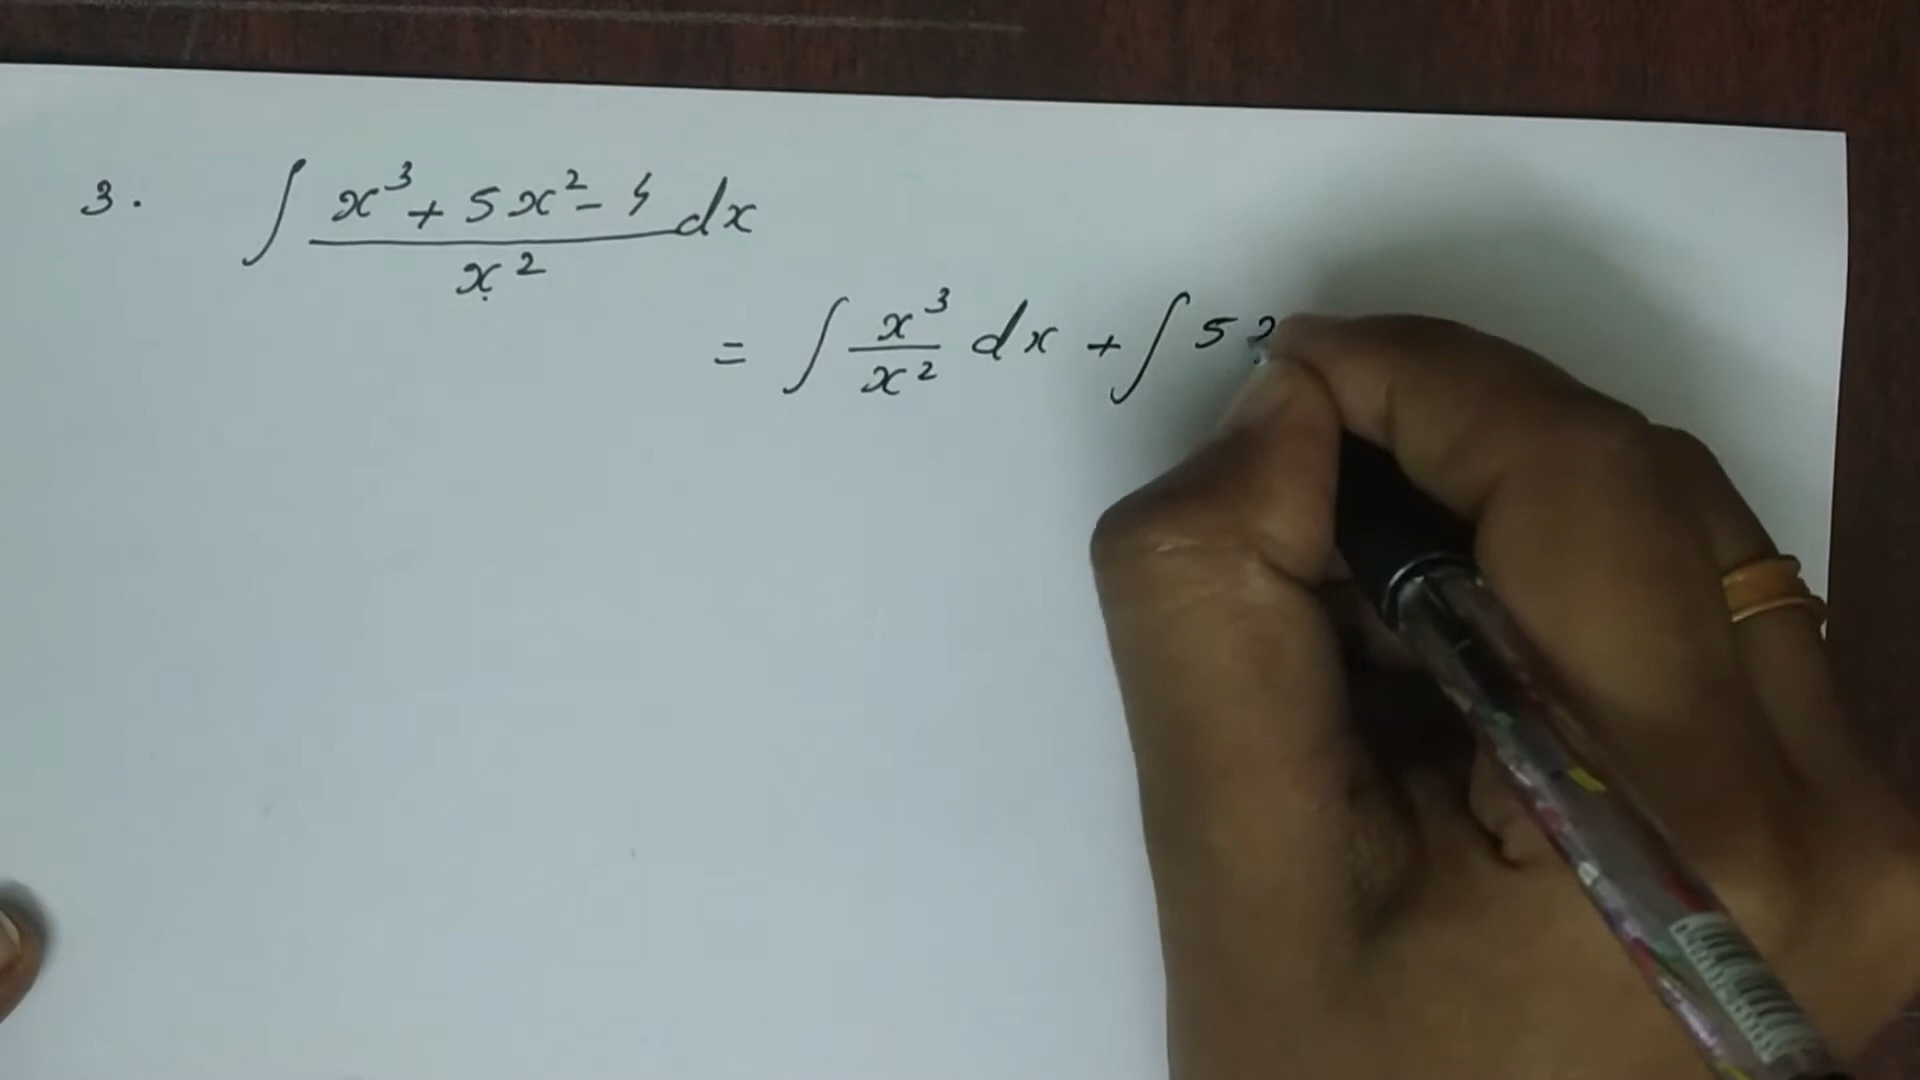 3. ∫ (x³ + 5x² - 4)/x² dx
= ∫ x³/x² dx + ∫ 5